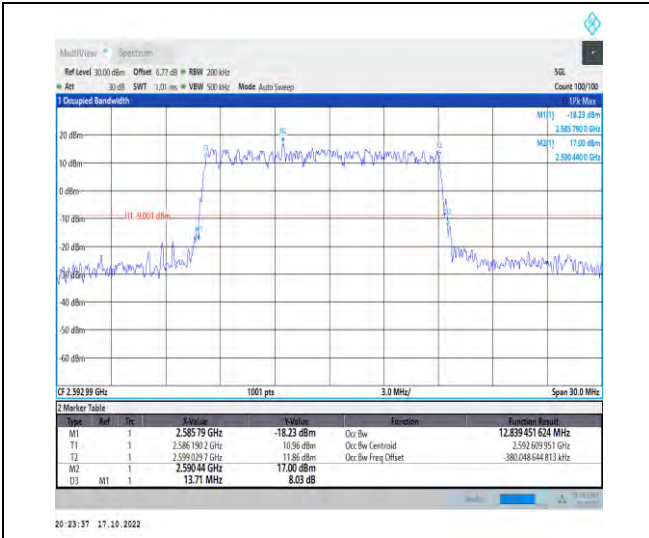 MultiView Spectrum
Ref Level 30.00 dBm Offset 6.77 dB RBW 200 kHz SGL
Att 30 dB SWT 1.01 ms VBW 500 kHz Mode Auto Sweep Count 100/100
1 Occupied Bandwidth 1Pk Max
M1[1] -18.23 dBm
2.585 790 0 GHz
M2[1] 17.00 dBm
2.590 440 0 GHz
M2
T1
20 dBm
10 dBm
0 dBm
H1 -9.001 dBm
-10 dBm
-20 dBm
-30 dBm
-40 dBm
-50 dBm
-60 dBm
CF 2.592 99 GHz 1001 pts 3.0 MHz/ Span 30.0 MHz
2 Marker Table
Type Ref Trc X-Value Y-Value Function Function Result
M1 1 2.585 79 GHz -18.23 dBm Occ Bw 12.839 451 624 MHz
T1 1 2.586 190 2 GHz 10.96 dBm Occ Bw Centroid 2.592 609 951 GHz
T2 1 2.599 029 7 GHz 11.86 dBm Occ Bw Freq Offset -380.048 644 813 kHz
M2 1 2.590 44 GHz 17.00 dBm
D3 M1 1 13.71 MHz 8.03 dB
20:23:37 17.10.2022